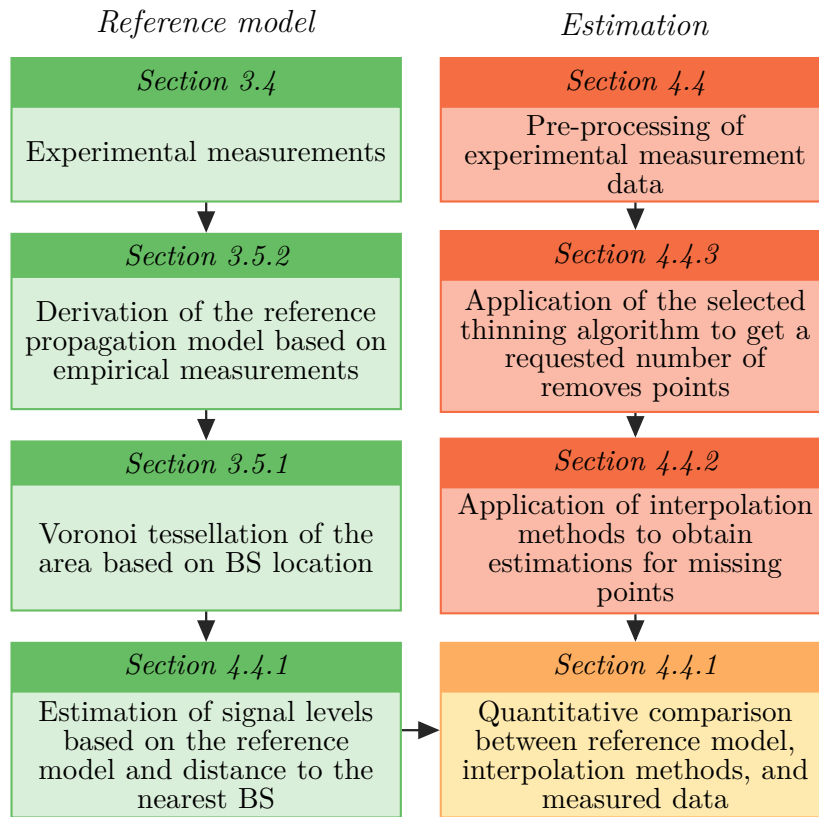 Reference model
Section 3.4
Experimental measurements
Section 3.5.2
Derivation of the reference
propagation model based on
empirical measurements
Section 3.5.1
Voronoi tessellation of the
area based on BS location
Section 4.4.1
Estimation of signal levels
based on the reference
model and distance to the
nearest BS
Estimation
Section 4.4
Pre-processing of
experimental measurement
data
Section 4.4.3
Application of the selected
thinning algorithm to get a
requested number of
removes points
Section 4.4.2
Application of interpolation
methods to obtain
estimations for missing
points
Section 4.4.1
Quantitative comparison
between reference model,
interpolation methods, and
measured data